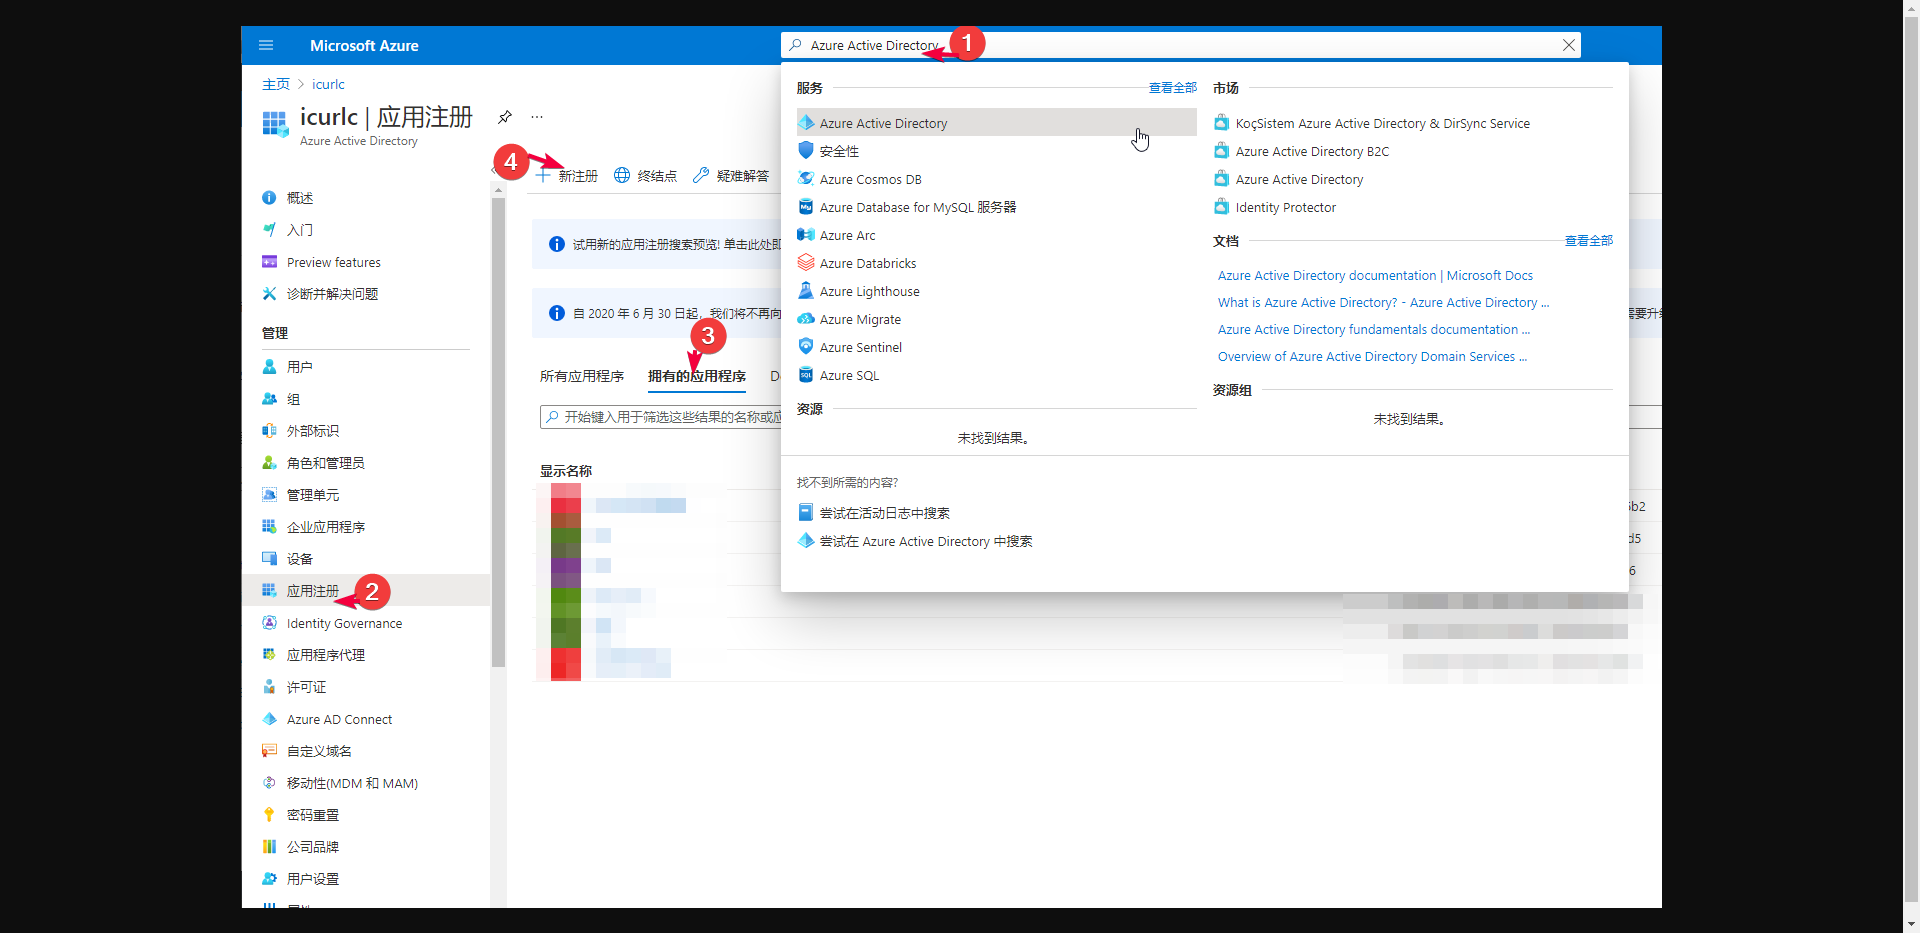 Microsoft Azure
Azure Active Directory
1
主页 > icurlc
icurlc | 应用注册
Azure Active Directory
4
新注册
终结点
疑难解答
概述
入门
Preview features
诊断并解决问题
管理
用户
组
外部标识
角色和管理员
管理单元
企业应用程序
设备
应用注册
2
Identity Governance
应用程序代理
许可证
Azure AD Connect
自定义域名
移动性(MDM 和 MAM)
密码重置
公司品牌
用户设置
试用新的应用注册搜索预览! 单击此处即
自 2020 年 6 月 30 日起，我们将不再向
需要升级
3
所有应用程序
拥有的应用程序
开始键入用于筛选这些结果的名称或应
显示名称
服务
查看全部
Azure Active Directory
安全性
Azure Cosmos DB
Azure Database for MySQL 服务器
Azure Arc
Azure Databricks
Azure Lighthouse
Azure Migrate
Azure Sentinel
Azure SQL
资源
未找到结果。
市场
KoçSistem Azure Active Directory & DirSync Service
Azure Active Directory B2C
Azure Active Directory
Identity Protector
文档
查看全部
Azure Active Directory documentation | Microsoft Docs
What is Azure Active Directory? - Azure Active Directory ...
Azure Active Directory fundamentals documentation ...
Overview of Azure Active Directory Domain Services ...
资源组
未找到结果。
找不到所需的内容?
尝试在活动日志中搜索
尝试在 Azure Active Directory 中搜索
b2
d5
6